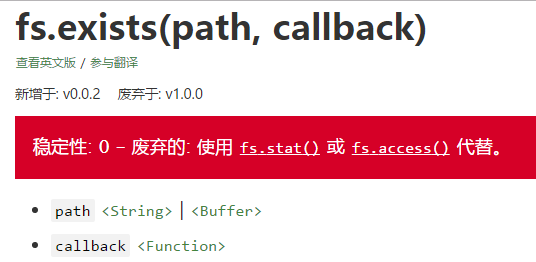 fs.exists(path, callback)
查看英文版 / 参与翻译
新增于: v0.0.2 废弃于: v1.0.0
稳定性: 0 - 废弃的: 使用 fs.stat() 或 fs.access() 代替。
• path <String> | <Buffer>
• callback <Function>